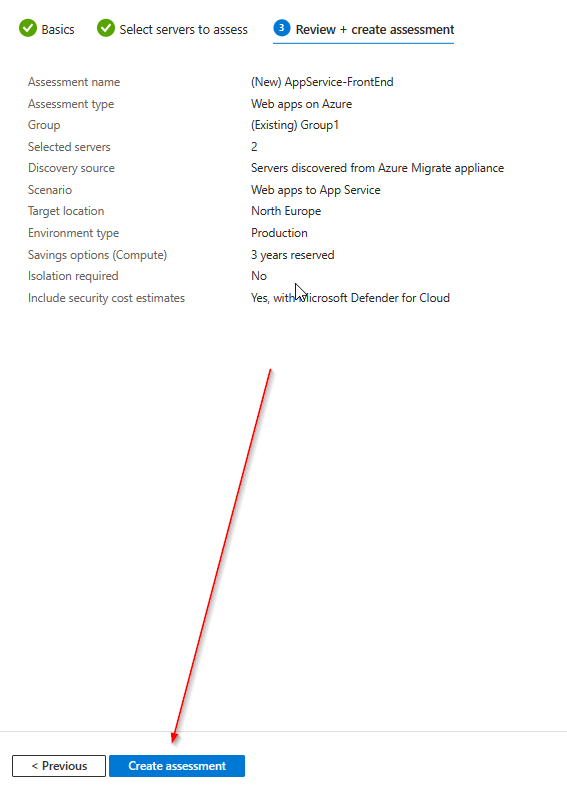 Basics Select servers to assess 3 Review + create assessment
Assessment name (New) AppService-FrontEnd
Assessment type Web apps on Azure
Group (Existing) Group1
Selected servers 2
Discovery source Servers discovered from Azure Migrate appliance
Scenario Web apps to App Service
Target location North Europe
Environment type Production
Savings options (Compute) 3 years reserved
Isolation required No
Include security cost estimates Yes, with Microsoft Defender for Cloud
< Previous Create assessment